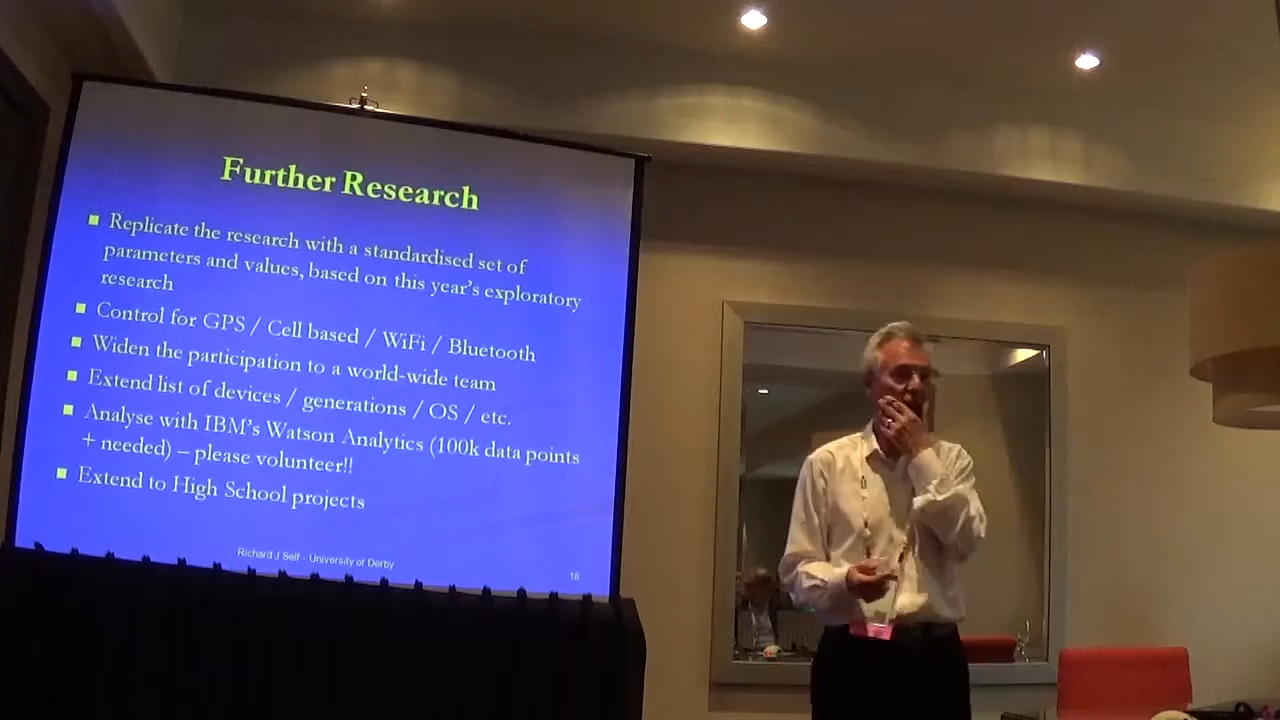 Further Research
Replicate the research with a standardised set of
parameters and values, based on this year's exploratory
research
Control for GPS / Cell based / WiFi / Bluetooth
Widen the participation to a world-wide team
Extend list of devices / generations / OS / etc.
Analyse with IBM's Watson Analytics (100k data points
+ needed) – please volunteer!!
Extend to High School projects
Richard J Self - University of Derby
16